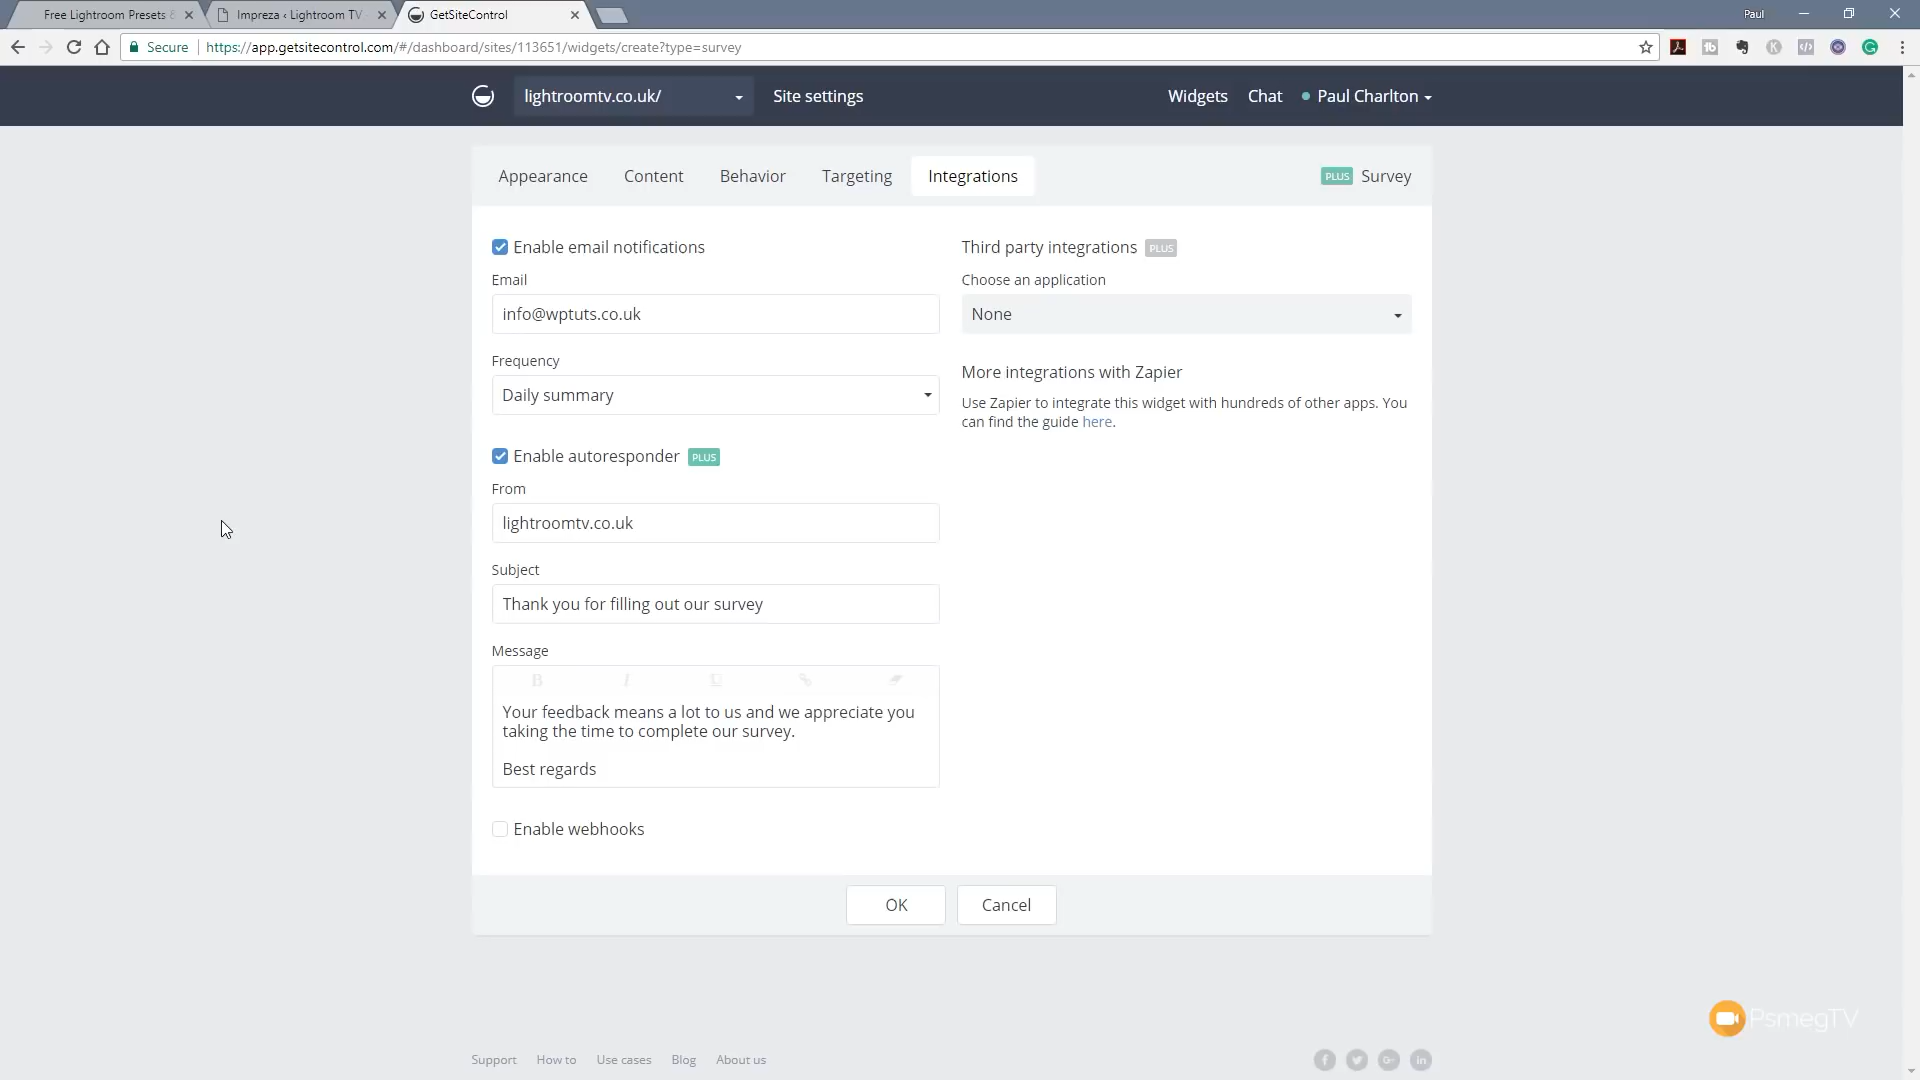 Free Lightroom Presets &
Impreza ‹ Lightroom TV
GetSiteControl
Paul
Secure
https://app.getsitecontrol.com/#/dashboard/sites/113651/widgets/create?type=survey
lightroomtv.co.uk/
Site settings
Widgets
Chat
Paul Charlton
Appearance
Content
Behavior
Targeting
Integrations
PLUS Survey
Enable email notifications
Email
info@wptuts.co.uk
Frequency
Daily summary
Enable autoresponder PLUS
From
lightroomtv.co.uk
Subject
Thank you for filling out our survey
Message
B I
Your feedback means a lot to us and we appreciate you
taking the time to complete our survey.
Best regards
Enable webhooks
Third party integrations PLUS
Choose an application
None
More integrations with Zapier
Use Zapier to integrate this widget with hundreds of other apps. You
can find the guide here.
OK
Cancel
PsmegTV
Support
How to
Use cases
Blog
About us